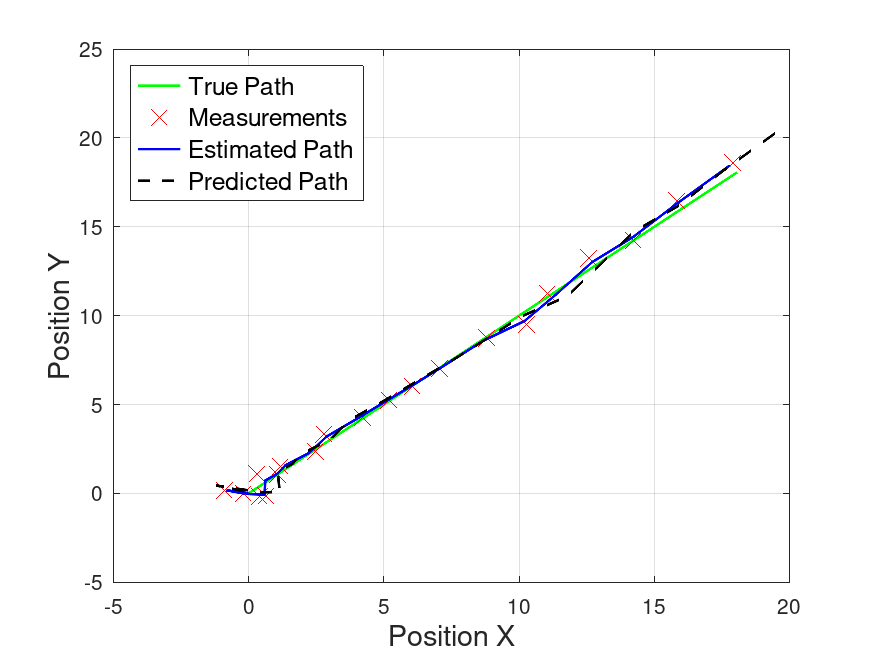 25
20
15
10
5
0
-5
-5
0
5
10
15
20
Position X
Position Y
True Path
Measurements
Estimated Path
Predicted Path